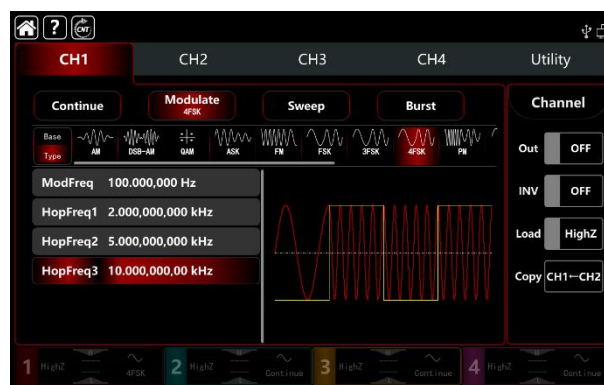 ? CNT
CH1 CH2 CH3 CH4 Utility
Continue Modulate Sweep Burst Channel
4FSK
Base
Type AM DSB-AM QAM ASK FM FSK 3FSK 4FSK PM
Out OFF
ModFreq 100.000,000 Hz
INV OFF
HopFreq1 2.000,000,000 kHz
Load HighZ
HopFreq2 5.000,000,000 kHz
HopFreq3 10.000,000,00 kHz
Copy CH1←CH2
1 HighZ 4FSK 2 HighZ Continue 3 HighZ Continue 4 HighZ Continue